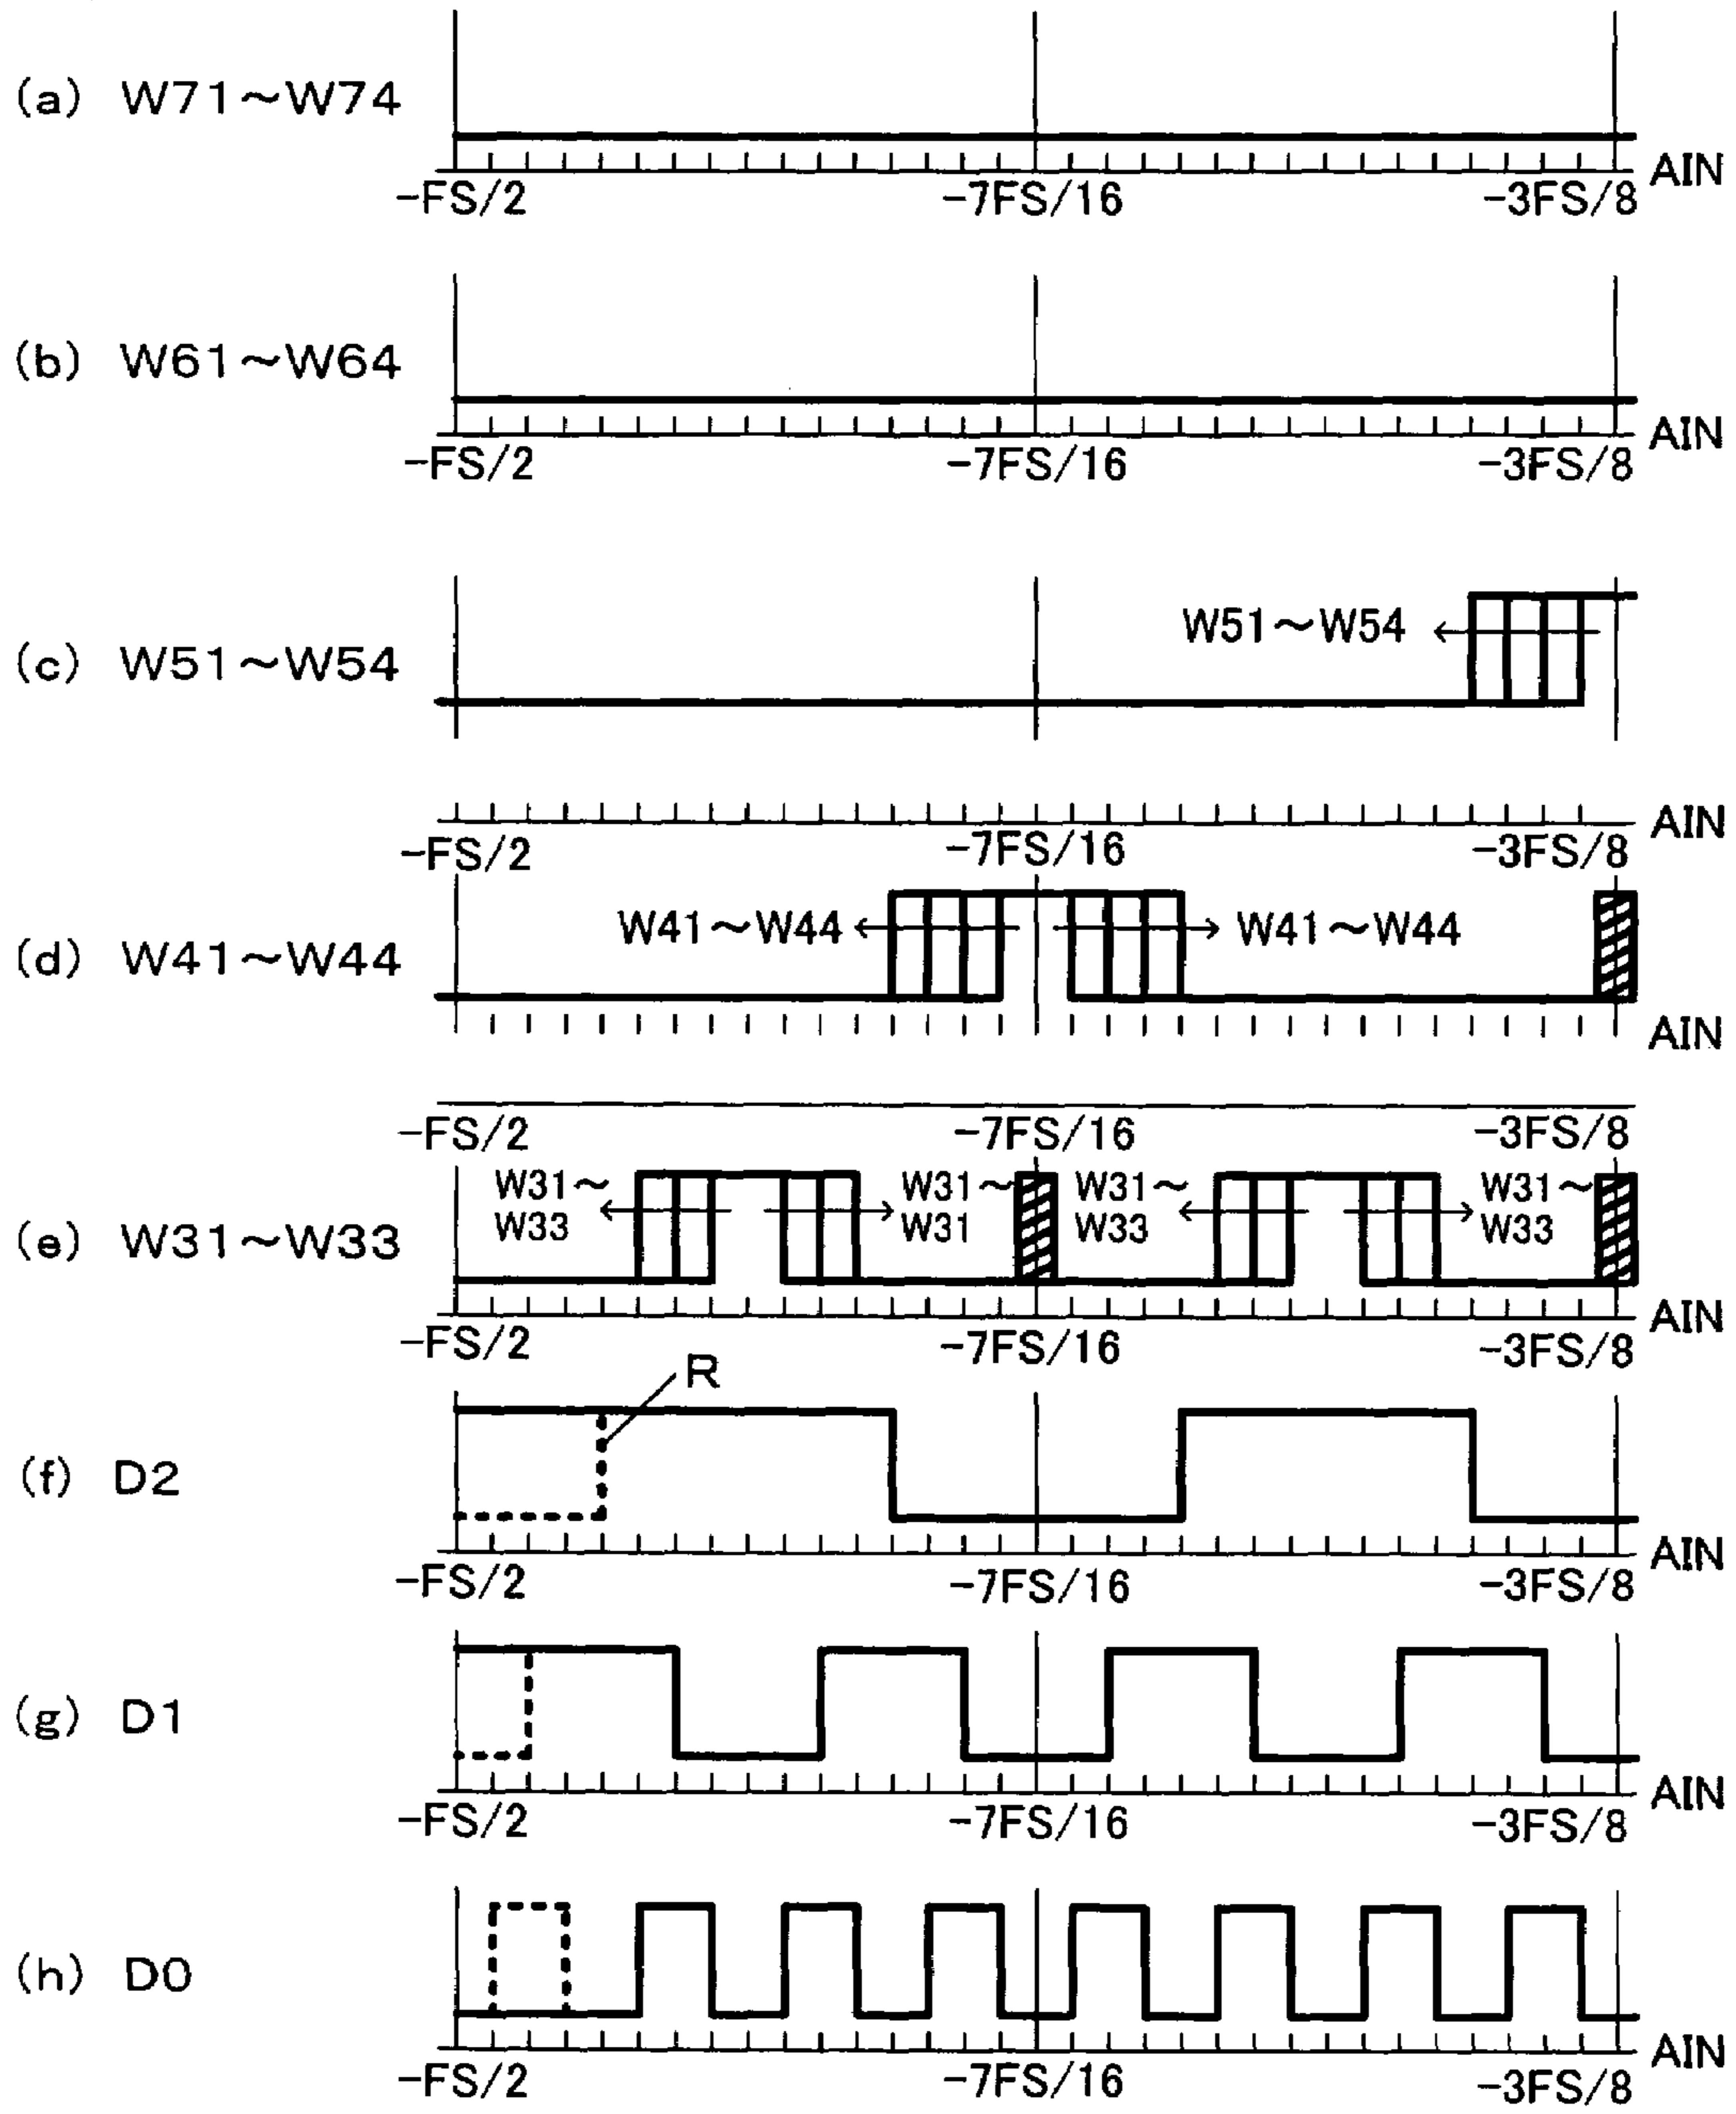 (a) W71～W74
AIN
-FS/2 -7FS/16 -3FS/8
(b) W61～W64
AIN
-FS/2 -7FS/16 -3FS/8
W51～W54
(c) W51～W54
AIN
-FS/2 -7FS/16 -3FS/8
W41～W44 W41～W44
(d) W41～W44
AIN
-FS/2 -7FS/16 -3FS/8
W31～ W31～ W31～ W31～
W33 W31 W33 W33
(e) W31～W33
AIN
-FS/2 -7FS/16 -3FS/8
R
(f) D2
AIN
-FS/2 -7FS/16 -3FS/8
(g) D1
AIN
-FS/2 -7FS/16 -3FS/8
(h) D0
AIN
-FS/2 -7FS/16 -3FS/8